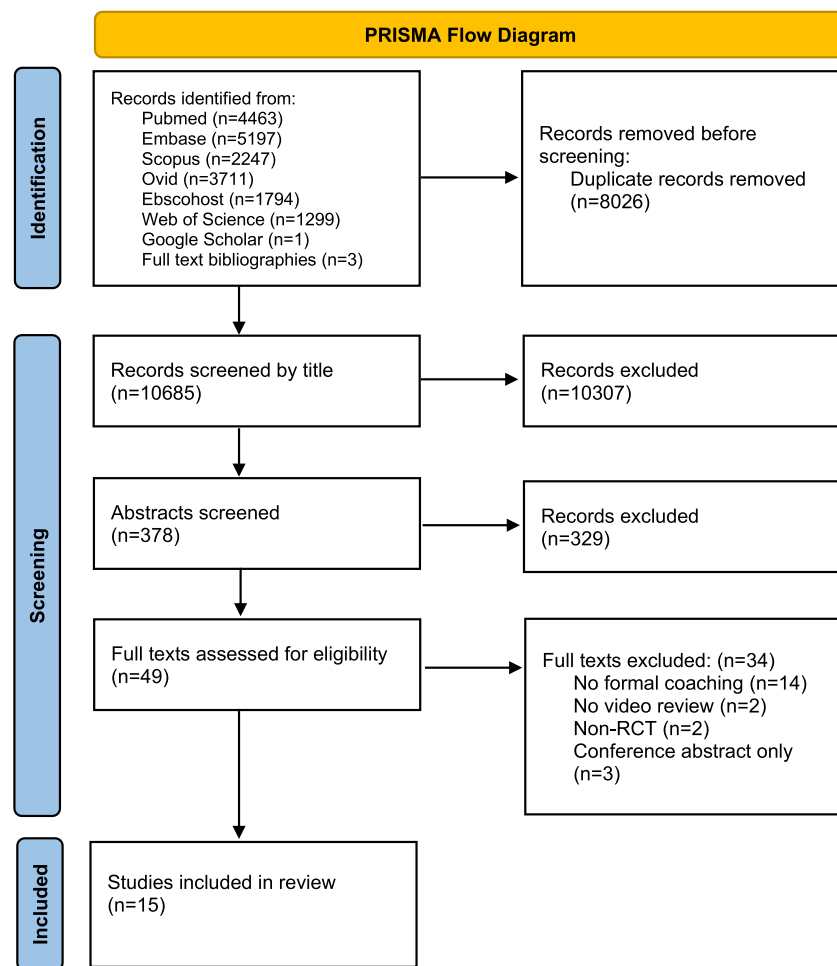 PRISMA Flow Diagram
Identification
Records identified from:
Pubmed (n=4463)
Embase (n=5197)
Scopus (n=2247)
Ovid (n=3711)
Ebscohost (n=1794)
Web of Science (n=1299)
Google Scholar (n=1)
Full text bibliographies (n=3)
Records removed before
screening:
Duplicate records removed
(n=8026)
Screening
Records screened by title
(n=10685)
Records excluded
(n=10307)
Abstracts screened
(n=378)
Records excluded
(n=329)
Full texts assessed for eligibility
(n=49)
Full texts excluded: (n=34)
No formal coaching (n=14)
No video review (n=2)
Non-RCT (n=2)
Conference abstract only
(n=3)
Included
Studies included in review
(n=15)